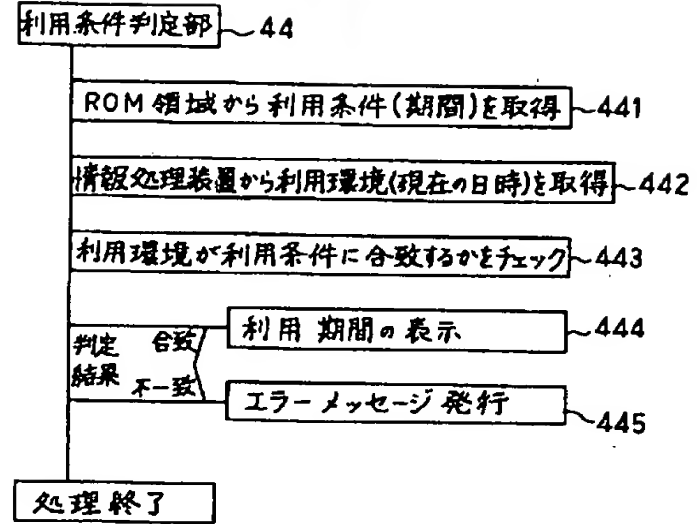 利用条件判定部 44
ROM領域から利用条件(期間)を取得 441
情報処理装置から利用環境(現在の日時)を取得 442
利用環境が利用条件に合致するかをチェック 443
判定結果
合致
利用期間の表示 444
不一致
エラーメッセージ発行 445
処理終了